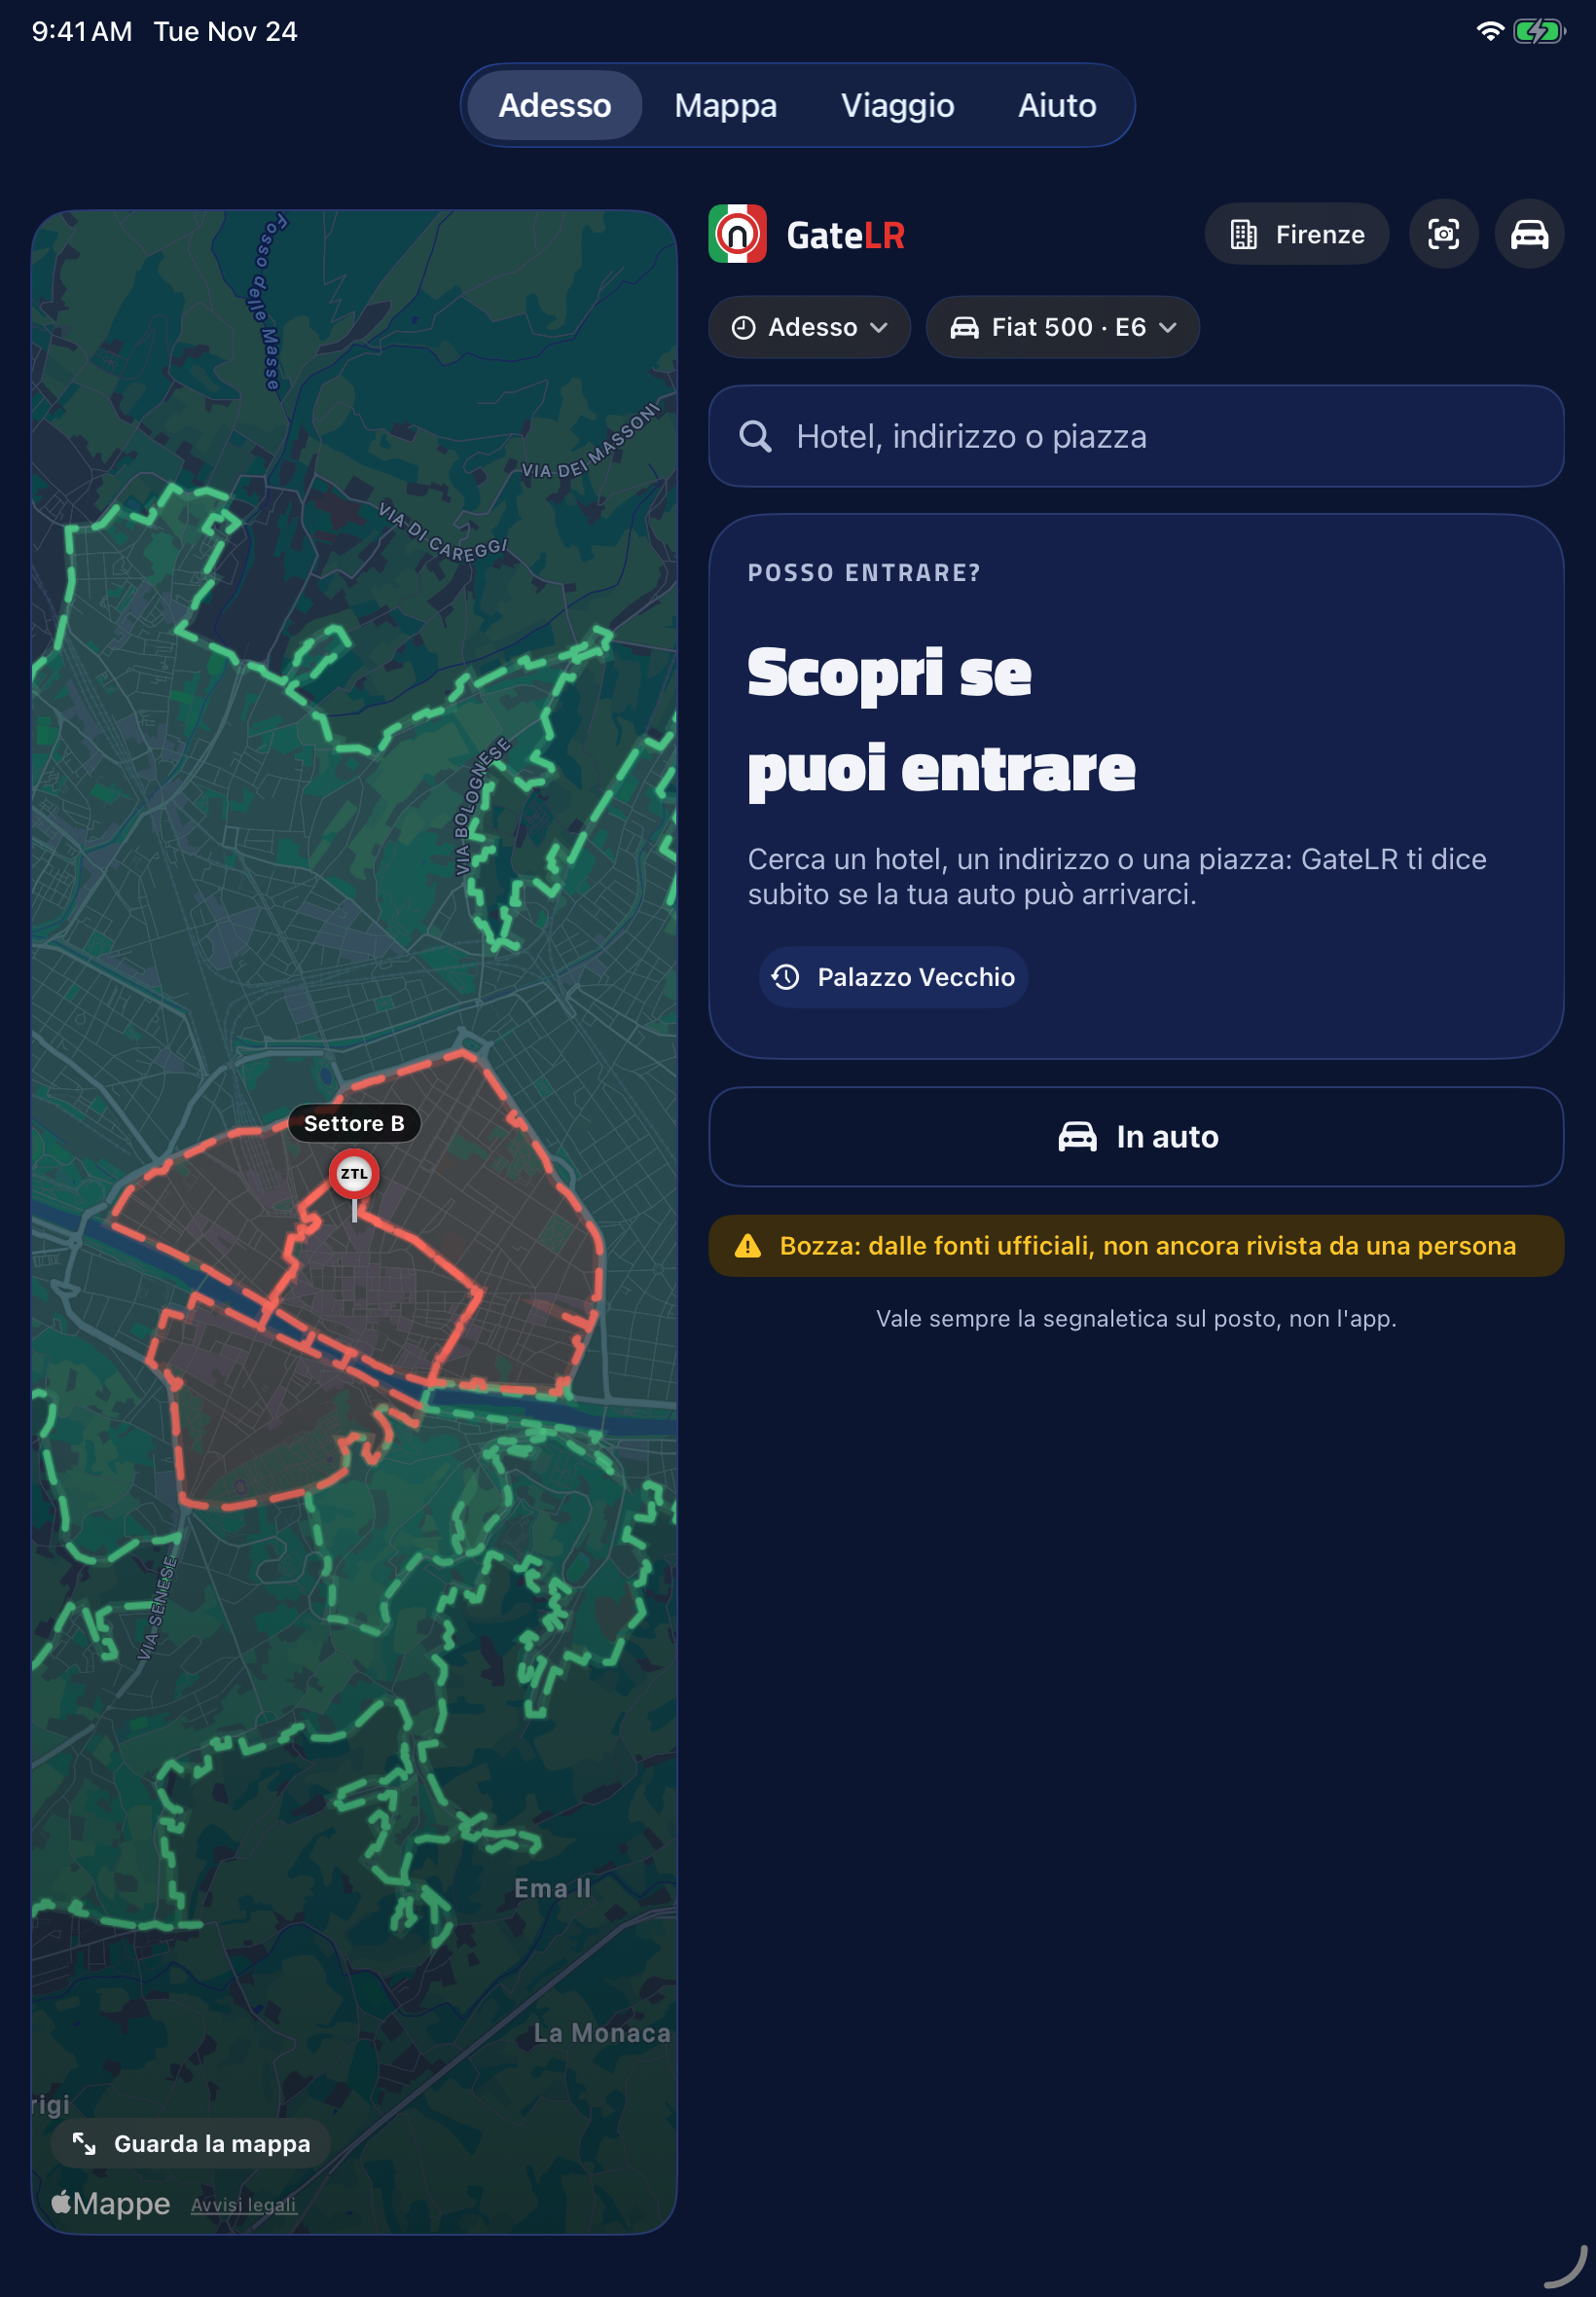 9:41 AM Tue Nov 24
Adesso
Mappa
Viaggio
Aiuto
GateLR
Firenze
Adesso
Fiat 500 · E6
Hotel, indirizzo o piazza
POSSO ENTRARE?
Scopri se
puoi entrare
Cerca un hotel, un indirizzo o una piazza: GateLR ti dice
subito se la tua auto può arrivarci.
Palazzo Vecchio
In auto
Bozza: dalle fonti ufficiali, non ancora rivista da una persona
Vale sempre la segnaletica sul posto, non l'app.
Fosso delle Masse
VIA DEI MASSONI
VIA DI CAREGGI
VIA BOLOGNESE
Settore B
ZTL
VIA SENESE
Ema II
La Monaca
rigi
Guarda la mappa
Mappe
Avvisi legali